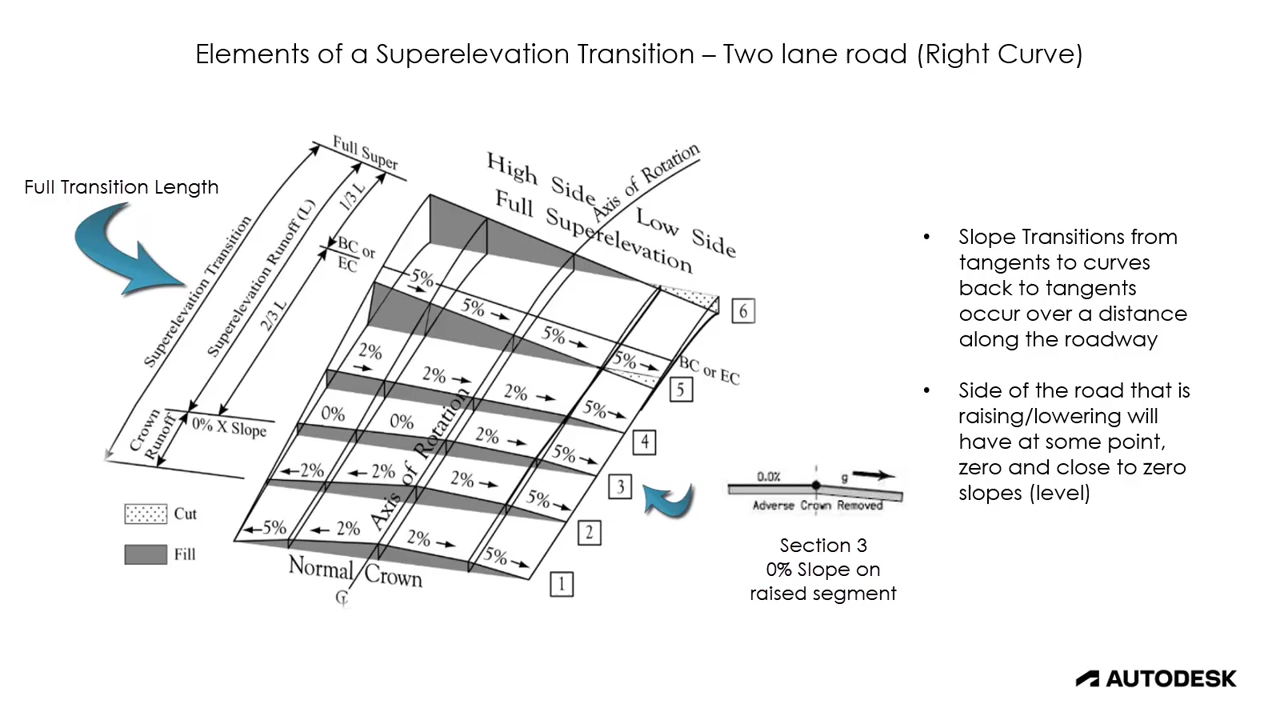 Elements of a Superelevation Transition – Two lane road (Right Curve)
Full Transition Length
Full Super
Superelevation Transition
Superelevation Runoff (L)
1/3 L
BC or
EC
2/3 L
Crown
Runoff
0% X Slope
High Side
Low Side
Full Superelevation
Axis of Rotation
6
5%
5%
5%
5%
BC or EC
5
2%
2%
2%
5%
4
0%
0%
2%
5%
3
2%
2%
2%
5%
2
5%
2%
2%
5%
1
Axis of Rotation
Normal Crown
℄
Cut
Fill
0.0%
g
Adverse Crown Removed
Section 3
0% Slope on
raised segment
• Slope Transitions from
tangents to curves
back to tangents
occur over a distance
along the roadway
• Side of the road that is
raising/lowering will
have at some point,
zero and close to zero
slopes (level)
AUTODESK